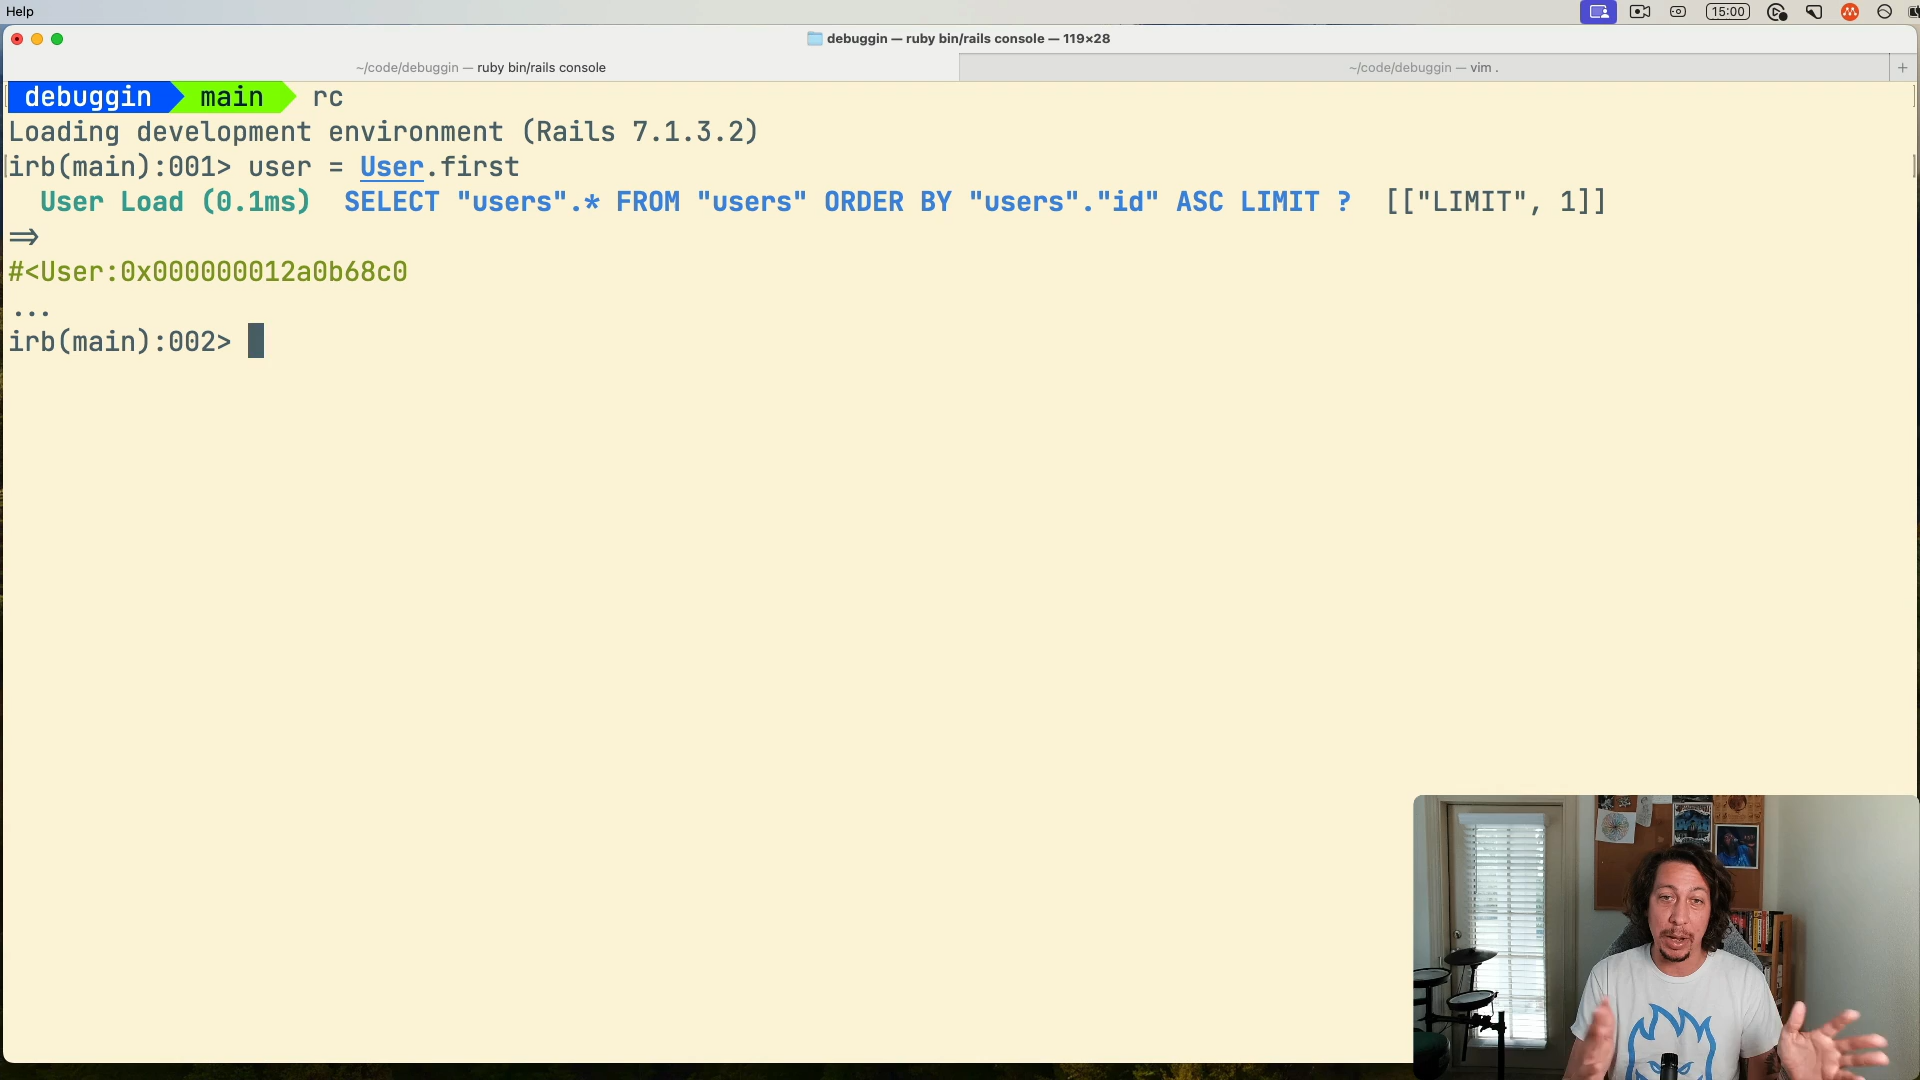 Help
15:00
debuggin — ruby bin/rails console — 119×28
~/code/debuggin — ruby bin/rails console
~/code/debuggin — vim .
debuggin main rc
Loading development environment (Rails 7.1.3.2)
irb(main):001> user = User.first
User Load (0.1ms) SELECT "users".* FROM "users" ORDER BY "users"."id" ASC LIMIT ? [["LIMIT", 1]]
=>
#<User:0x000000012a0b68c0
...
irb(main):002>